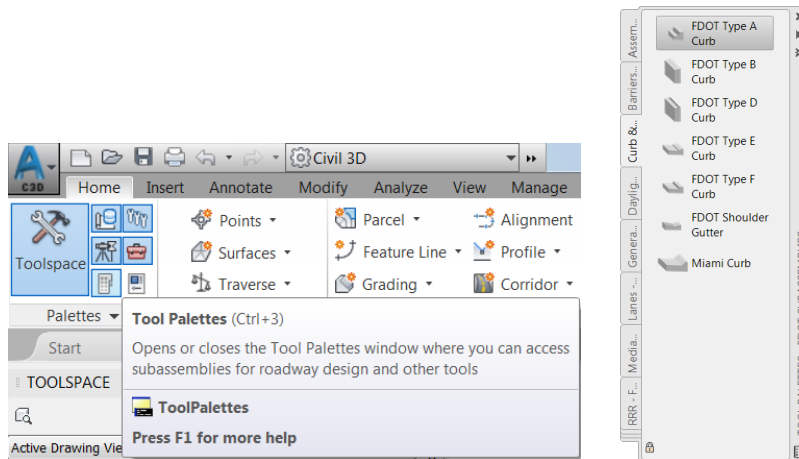 C3D
Civil 3D
Home Insert Annotate Modify Analyze View Manage
Toolspace
Points
Parcel
Alignment
Surfaces
Feature Line
Profile
Traverse
Grading
Corridor
Palettes
Start
TOOLSPACE
Active Drawing Vie
Tool Palettes (Ctrl+3)
Opens or closes the Tool Palettes window where you can access
subassemblies for roadway design and other tools
ToolPalettes
Press F1 for more help
Assem...
Barriers...
Curb &...
Daylig...
Genera...
Lanes -...
Media...
RRR - F...
FDOT Type A
Curb
FDOT Type B
Curb
FDOT Type D
Curb
FDOT Type E
Curb
FDOT Type F
Curb
FDOT Shoulder
Gutter
Miami Curb